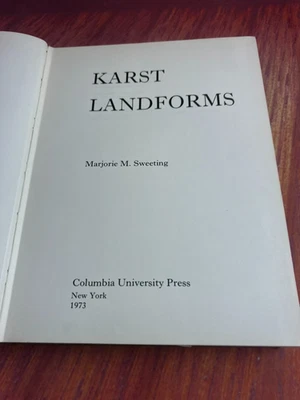 KARST
LANDFORMS
Marjorie M. Sweeting
Columbia University Press
New York
1973